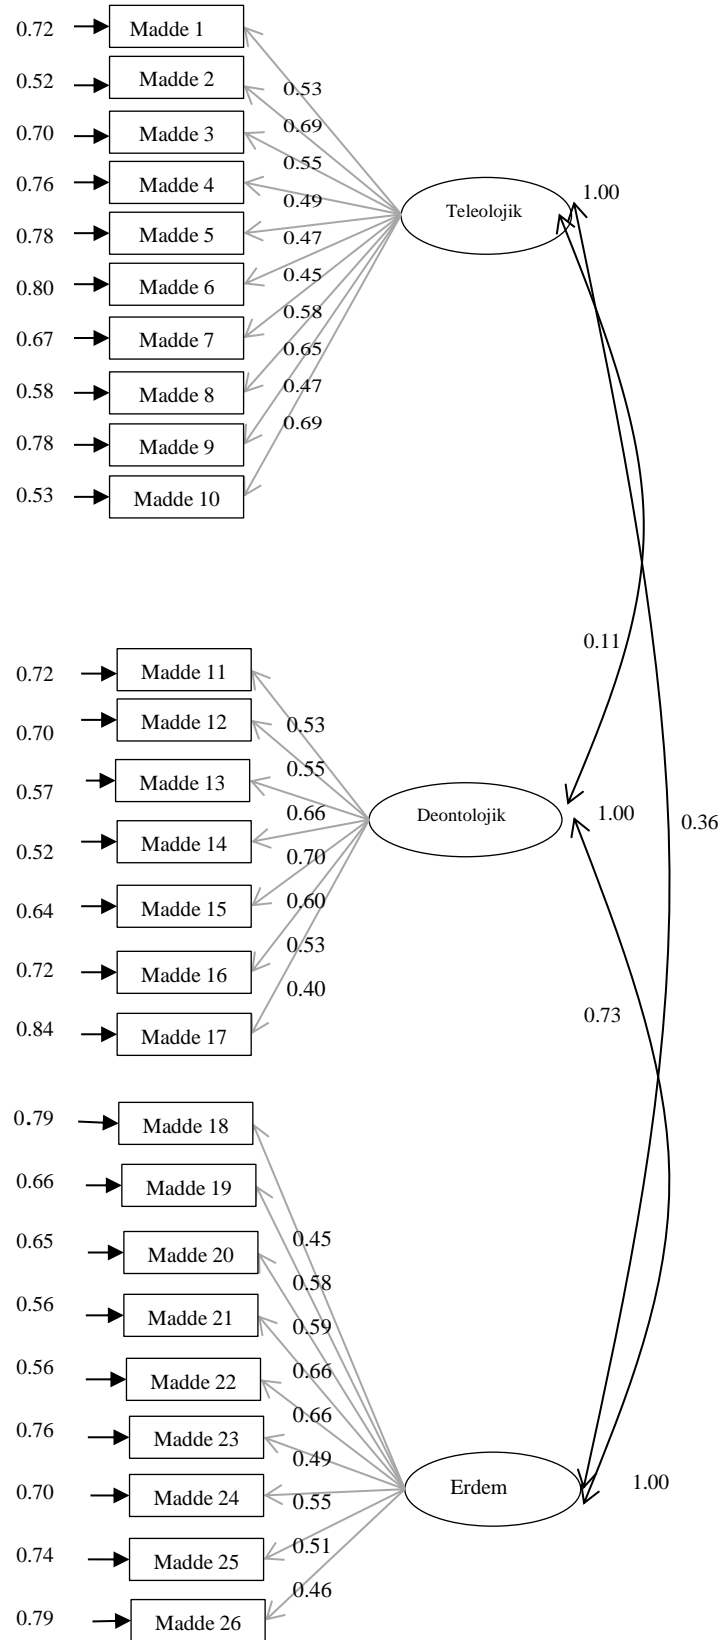 0.72 Madde 1
0.52 Madde 2
0.53
0.70 Madde 3
0.69
0.55
0.76 Madde 4
0.49
Teleolojik
1.00
0.78 Madde 5
0.47
0.80 Madde 6
0.45
0.67 Madde 7
0.58
0.65
0.58 Madde 8
0.47
0.69
0.78 Madde 9
0.53 Madde 10
0.11
0.72 Madde 11
0.70 Madde 12
0.53
0.57 Madde 13
0.55
0.66
Deontolojik
1.00
0.36
0.52 Madde 14
0.70
0.64 Madde 15
0.60
0.53
0.72 Madde 16
0.40
0.73
0.84 Madde 17
0.79 Madde 18
0.66 Madde 19
0.65 Madde 20
0.45
0.58
0.56 Madde 21
0.59
0.56 Madde 22
0.66
0.66
0.76 Madde 23
0.49
0.70 Madde 24
0.55
Erdem
1.00
0.74 Madde 25
0.51
0.46
0.79 Madde 26